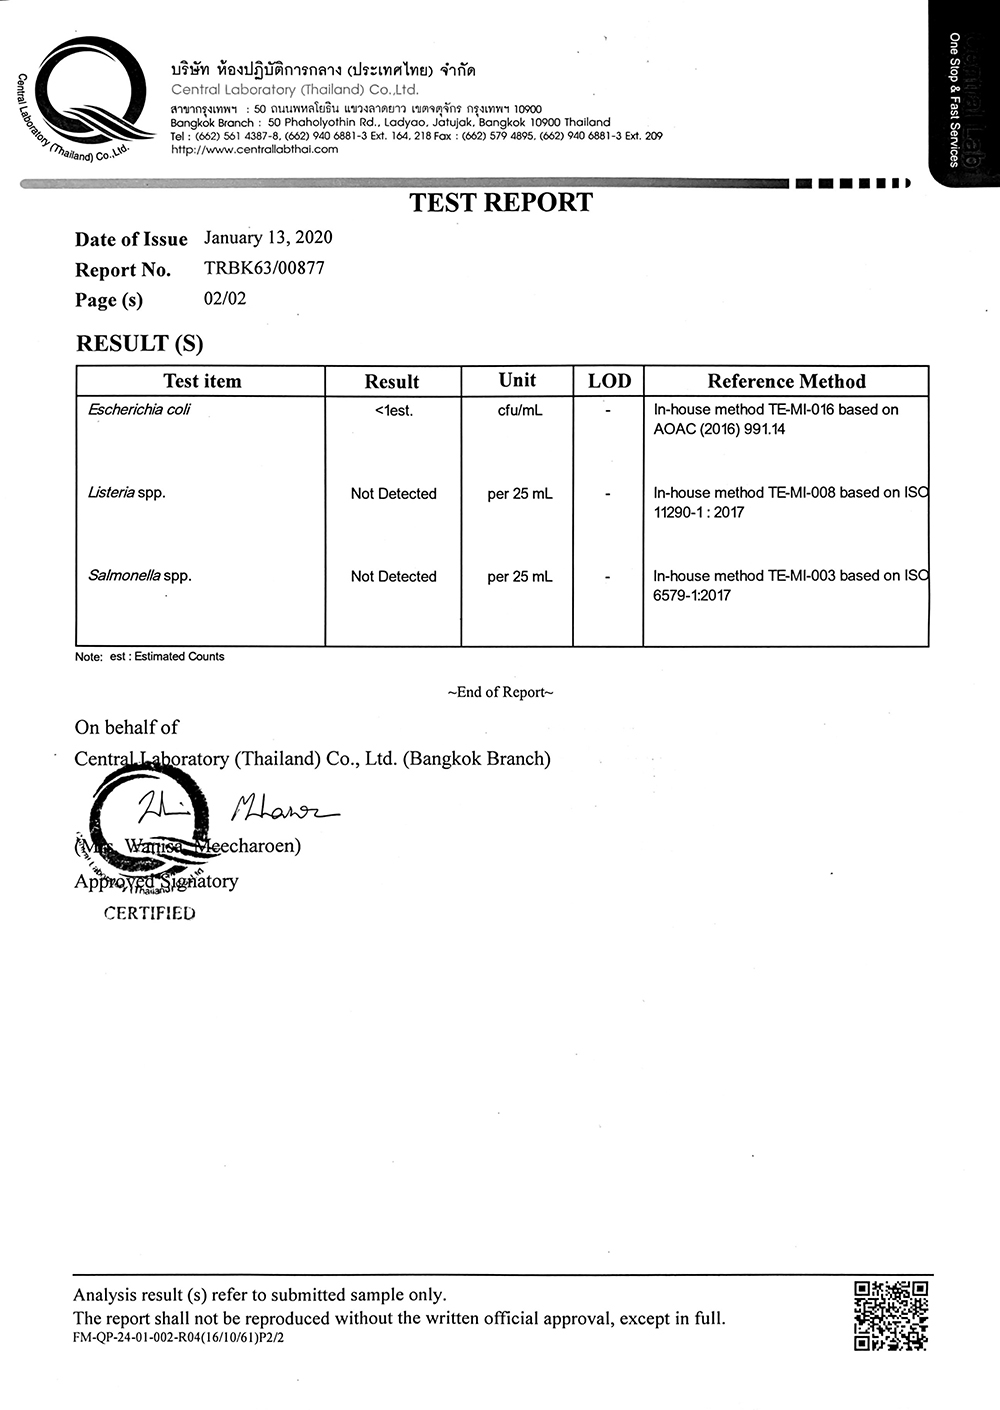 Central Laboratory (Thailand) Co.,Ltd.
บริษัท ห้องปฏิบัติการกลาง (ประเทศไทย) จำกัด
Central Laboratory (Thailand) Co.,Ltd.
สาขากรุงเทพฯ : 50 ถนนพหลโยธิน แขวงลาดยาว เขตจตุจักร กรุงเทพฯ 10900
Bangkok Branch : 50 Phaholyothin Rd., Ladyao, Jatujak, Bangkok 10900 Thailand
Tel : (662) 561 4387-8, (662) 940 6881-3 Ext. 164, 218 Fax : (662) 579 4895, (662) 940 6881-3 Ext. 209
http://www.centrallabthai.com
Central Lab
One Stop & Fast Services
TEST REPORT
Date of Issue January 13, 2020
Report No. TRBK63/00877
Page (s) 02/02
RESULT (S)
Test item Result Unit LOD Reference Method
Escherichia coli <1est. cfu/mL - In-house method TE-MI-016 based on
AOAC (2016) 991.14
Listeria spp. Not Detected per 25 mL - In-house method TE-MI-008 based on ISO
11290-1 : 2017
Salmonella spp. Not Detected per 25 mL - In-house method TE-MI-003 based on ISO
6579-1:2017
Note: est : Estimated Counts
~End of Report~
On behalf of
Central Laboratory (Thailand) Co., Ltd. (Bangkok Branch)
(Mrs. Wanisa Meecharoen)
Approved Signatory
CERTIFIED
Analysis result (s) refer to submitted sample only.
The report shall not be reproduced without the written official approval, except in full.
FM-QP-24-01-002-R04(16/10/61)P2/2